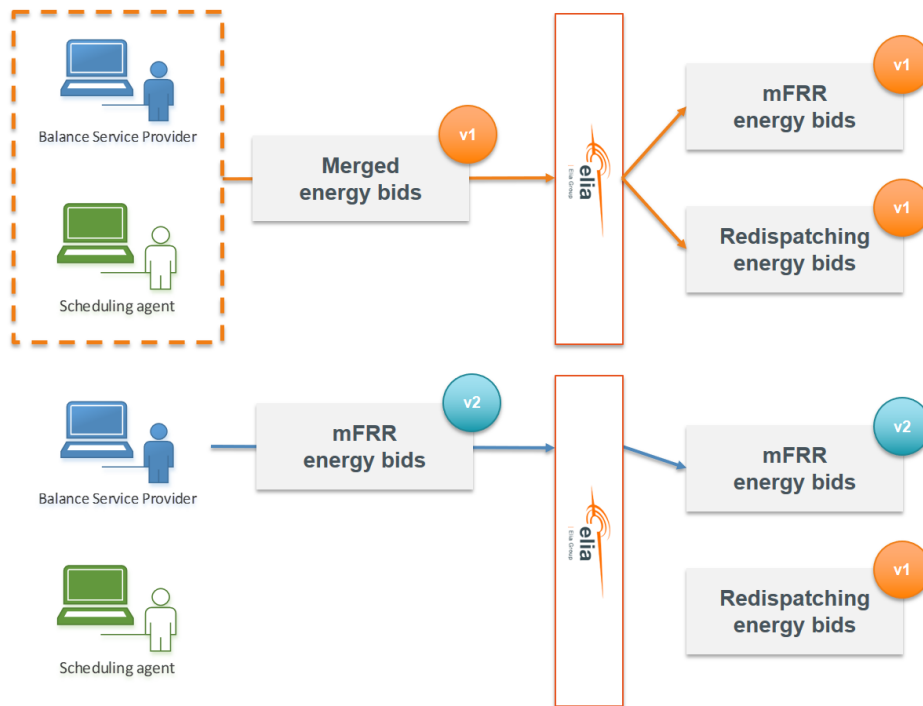 Balance Service Provider
Scheduling agent
v1
Merged
energy bids
elia
Elia Group
v1
mFRR
energy bids
v1
Redispatching
energy bids
Balance Service Provider
Scheduling agent
v2
mFRR
energy bids
elia
Elia Group
v2
mFRR
energy bids
v1
Redispatching
energy bids